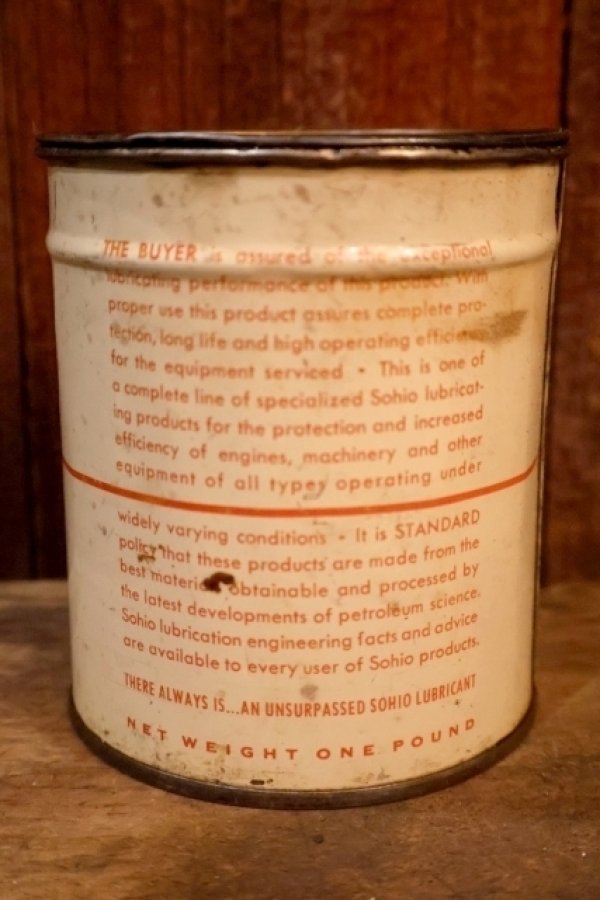 THE BUYER is assured of the exceptional
lubricating performance of this product. With
proper use this product assures complete pro-
tection, long life and high operating efficiency
for the equipment serviced • This is one of
a complete line of specialized Sohio lubricat-
ing products for the protection and increased
efficiency of engines, machinery and other
equipment of all types operating under
widely varying conditions • It is STANDARD
policy that these products are made from the
best materials obtainable and processed by
the latest developments of petroleum science.
Sohio lubrication engineering facts and advice
are available to every user of Sohio products.
THERE ALWAYS IS...AN UNSURPASSED SOHIO LUBRICANT
NET WEIGHT ONE POUND